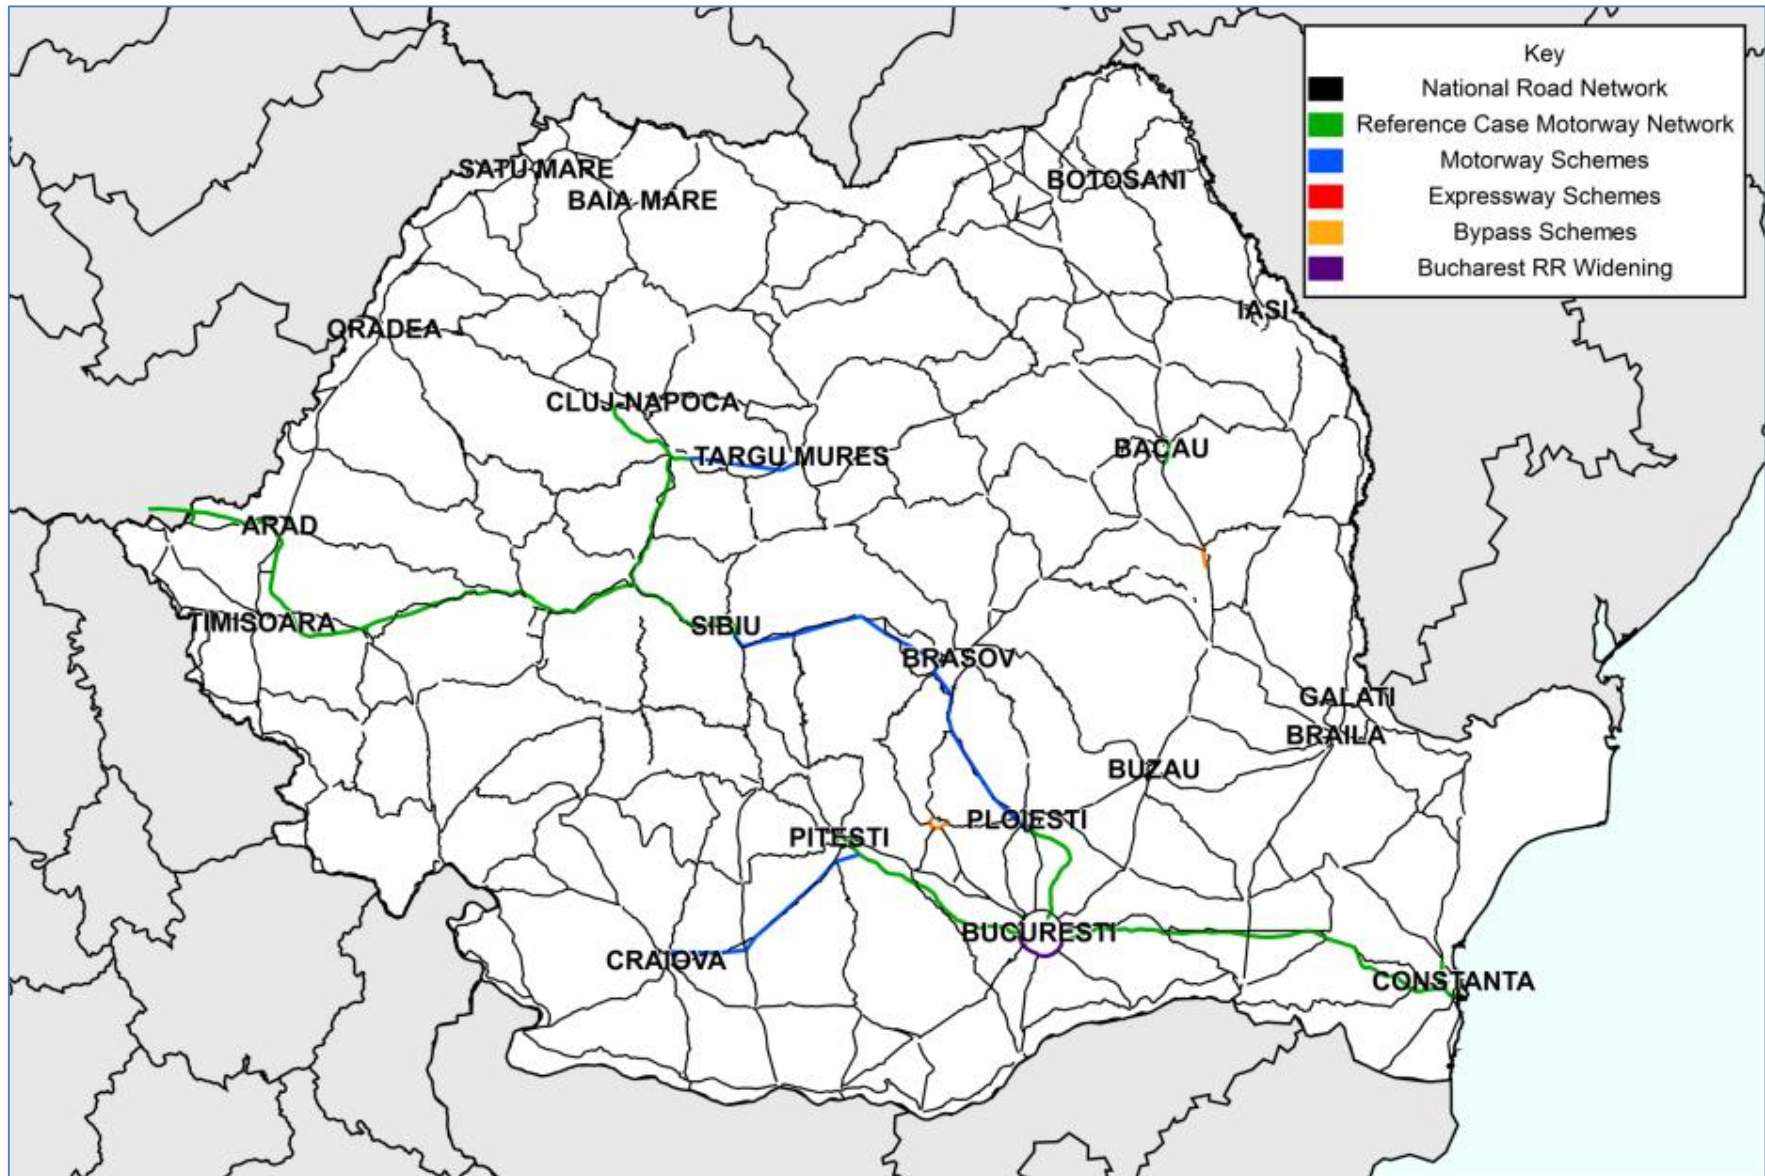 Key
National Road Network
Reference Case Motorway Network
Motorway Schemes
Expressway Schemes
Bypass Schemes
Bucharest RR Widening
SATU MARE
BAIA MARE
BOTOSANI
IASI
ORADEA
CLUJ-NAPOCA
TARGU MURES
BACAU
ARAD
TIMISOARA
SIBIU
BRASOV
GALATI
BRAILA
BUZAU
PLOIESTI
PITESTI
BUCURESTI
CRAIOVA
CONSTANTA